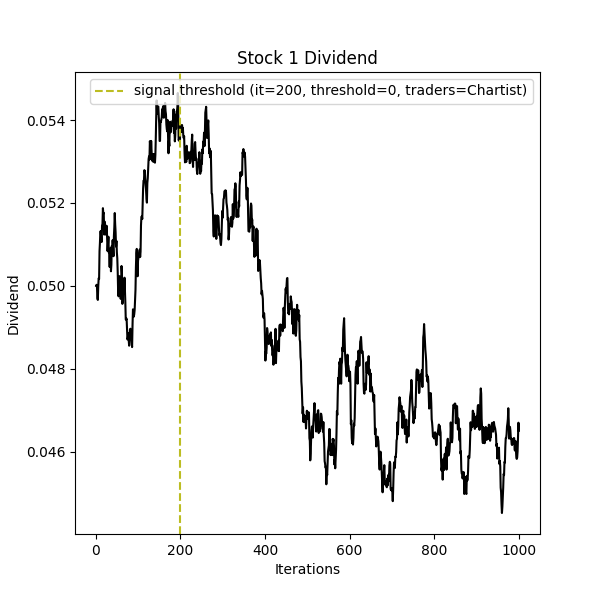 Stock 1 Dividend
signal threshold (it=200, threshold=0, traders=Chartist)
Dividend
0.054
0.052
0.050
0.048
0.046
0 200 400 600 800 1000
Iterations